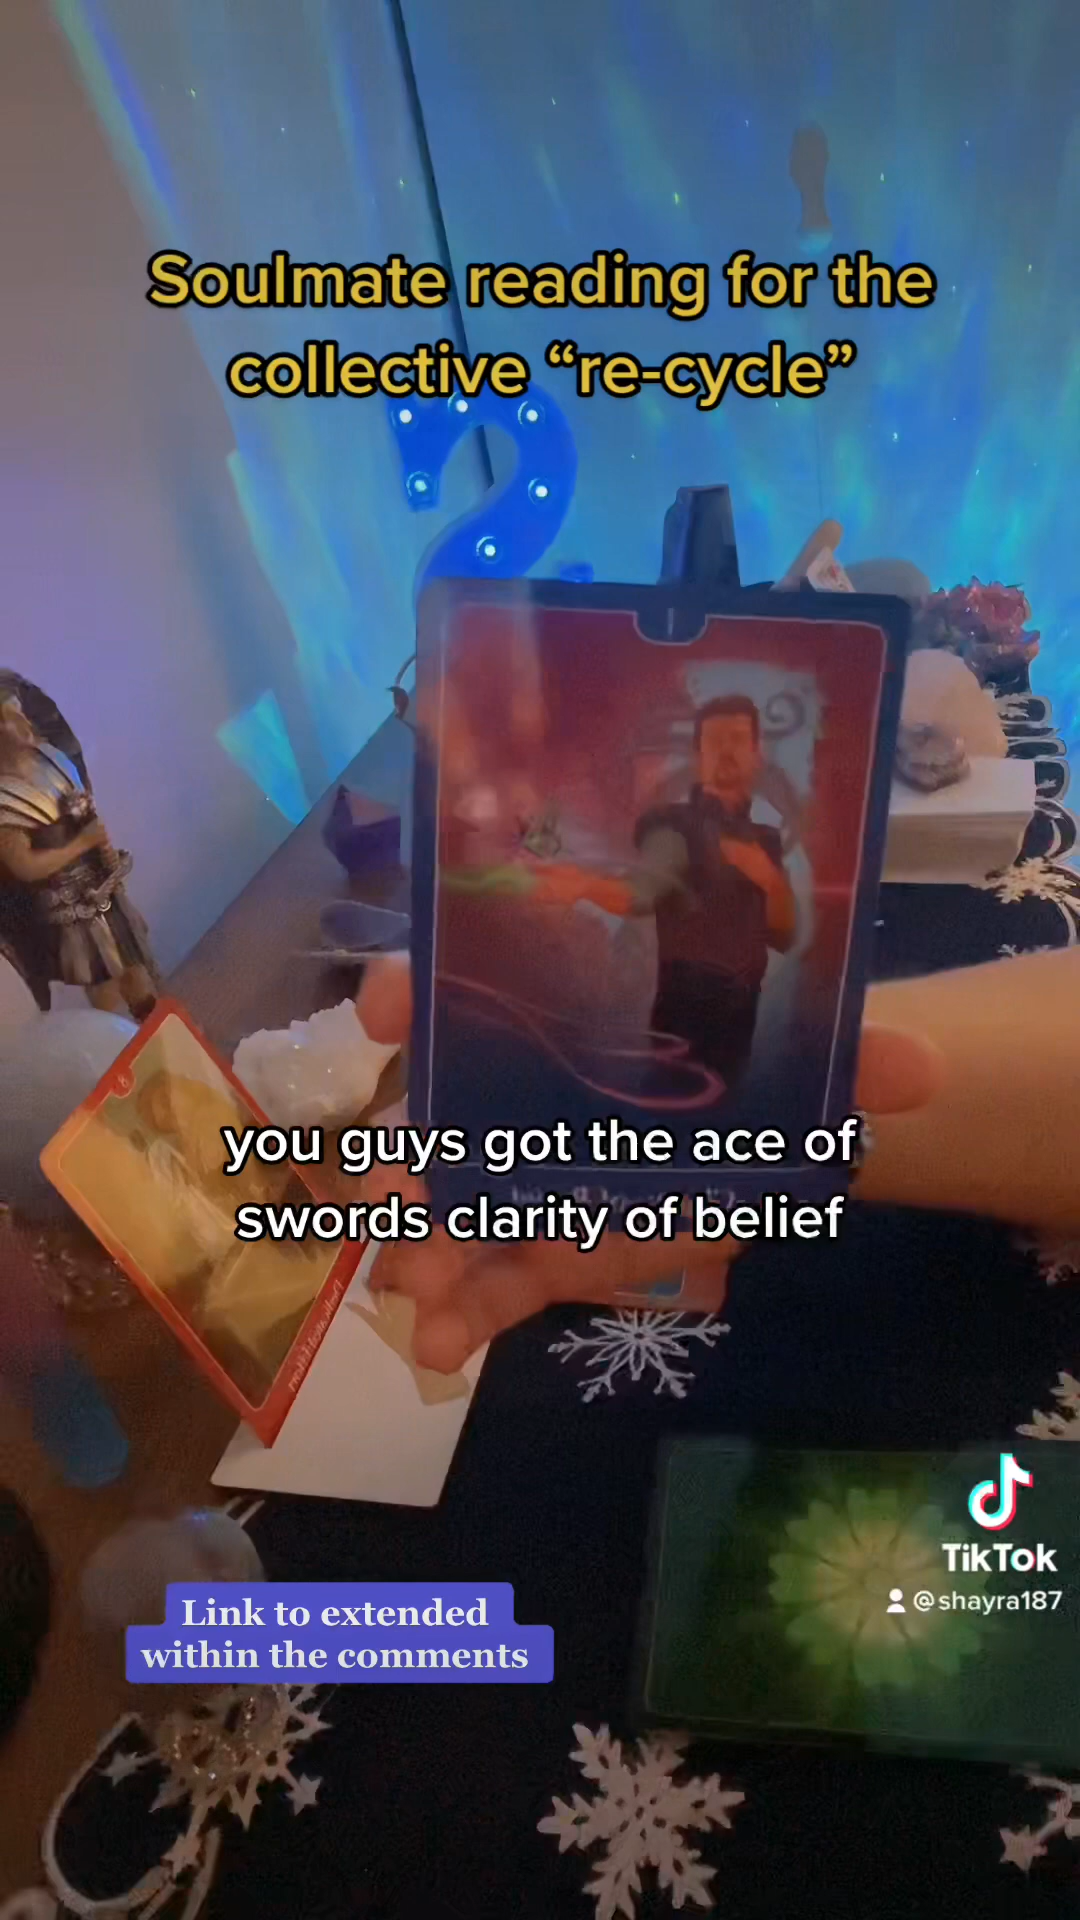 Soulmate reading for the
collective “re-cycle”
you guys got the ace of
swords clarity of belief
TikTok
@shayra187
Link to extended
within the comments